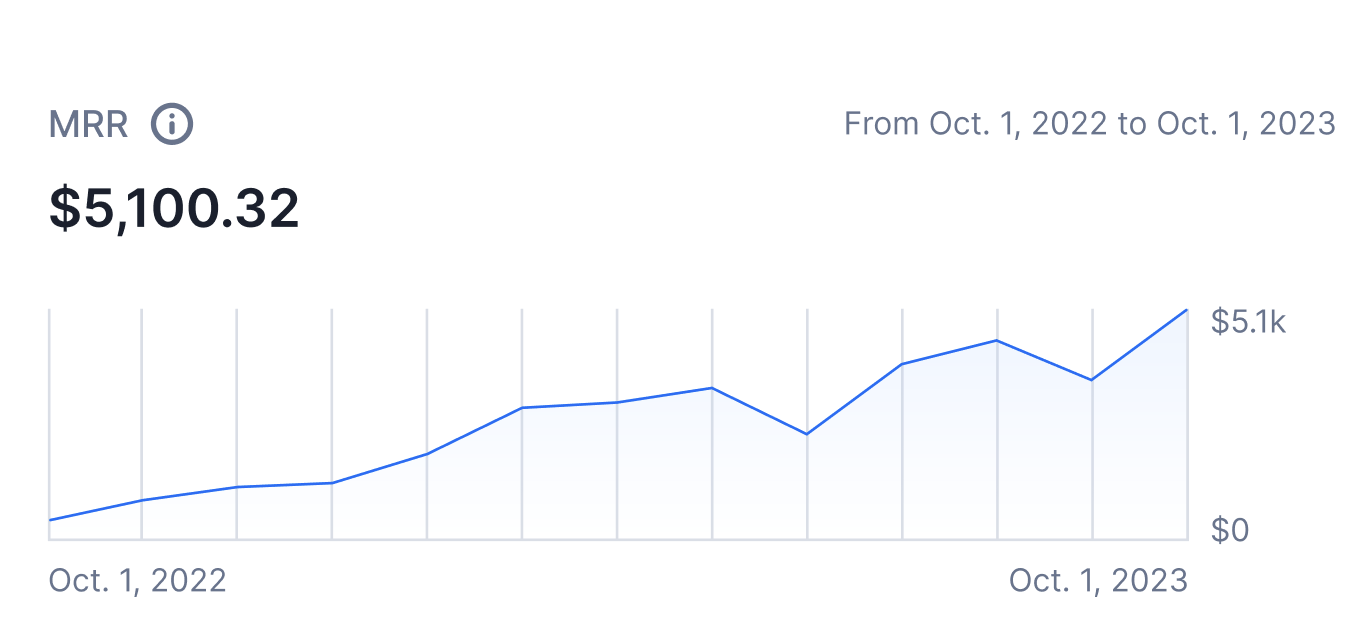 MRR
From Oct. 1, 2022 to Oct. 1, 2023
$5,100.32
$5.1k
$0
Oct. 1, 2022
Oct. 1, 2023